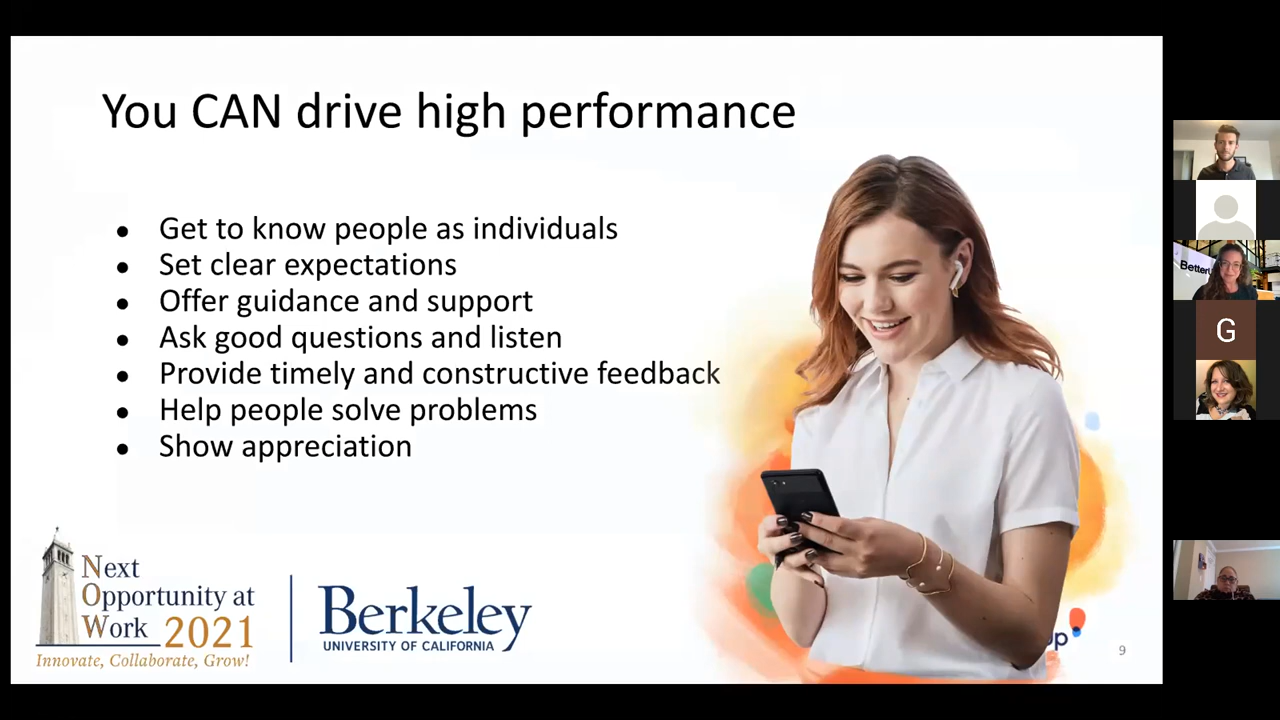 You CAN drive high performance
● Get to know people as individuals
● Set clear expectations
● Offer guidance and support
● Ask good questions and listen
● Provide timely and constructive feedback
● Help people solve problems
● Show appreciation
Next
Opportunity at
Work 2021
Innovate, Collaborate, Grow!
Berkeley
UNIVERSITY OF CALIFORNIA
9
G